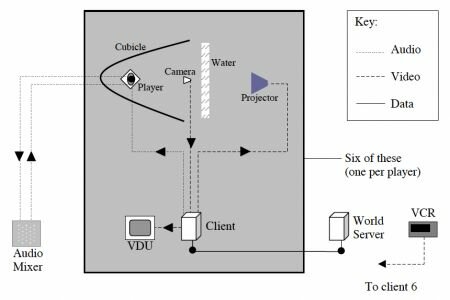 Key:
Audio
Video
Data
Cubicle
Camera
Water
Player
Projector
Six of these
(one per player)
Client
VDU
World
Server
VCR
Audio
Mixer
To client 6